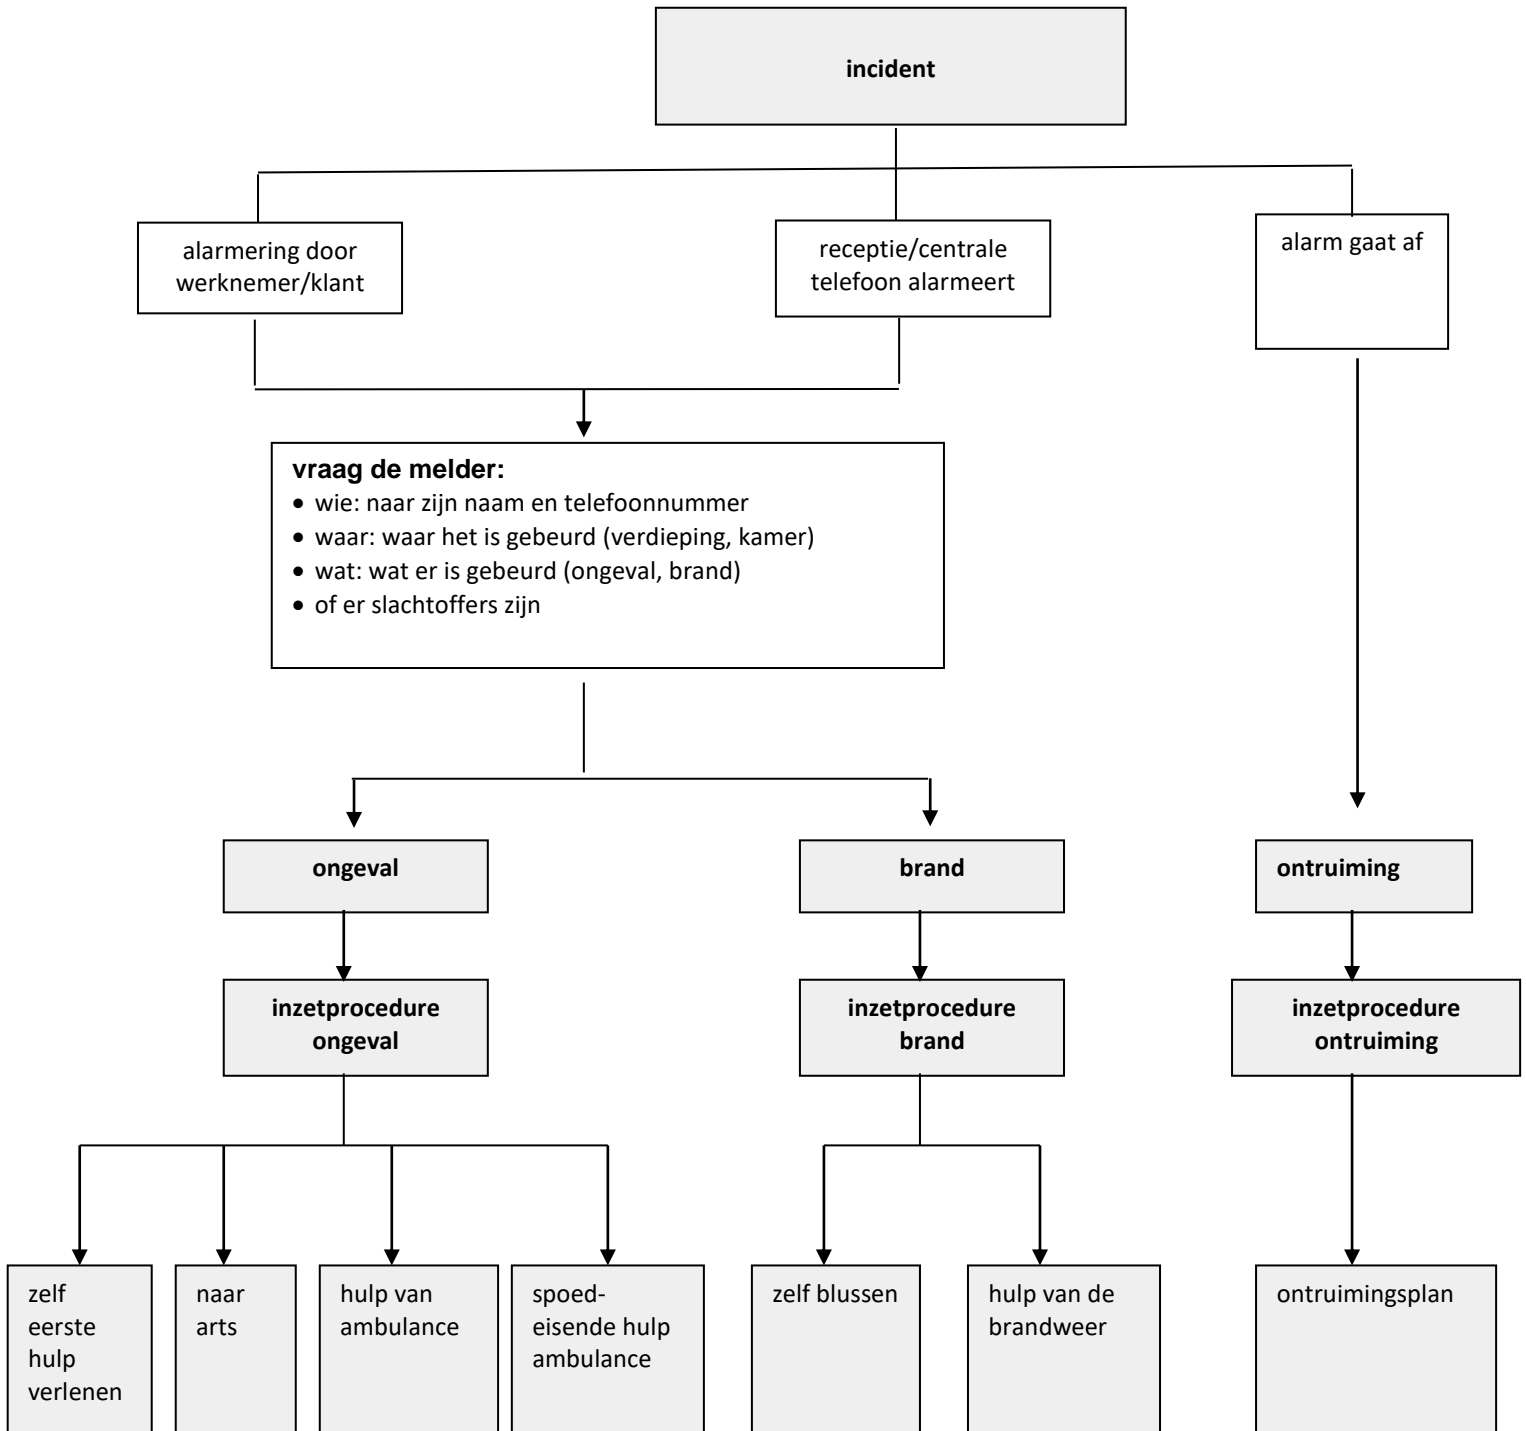 incident
alarmering door
werknemer/klant
receptie/centrale
telefoon alarmeert
alarm gaat af
vraag de melder:
• wie: naar zijn naam en telefoonnummer
• waar: waar het is gebeurd (verdieping, kamer)
• wat: wat er is gebeurd (ongeval, brand)
• of er slachtoffers zijn
ongeval
brand
ontruiming
inzetprocedure
ongeval
inzetprocedure
brand
inzetprocedure
ontruiming
zelf
eerste
hulp
verlenen
naar
arts
hulp van
ambulance
spoed-
eisende hulp
ambulance
zelf blussen
hulp van de
brandweer
ontruimingsplan